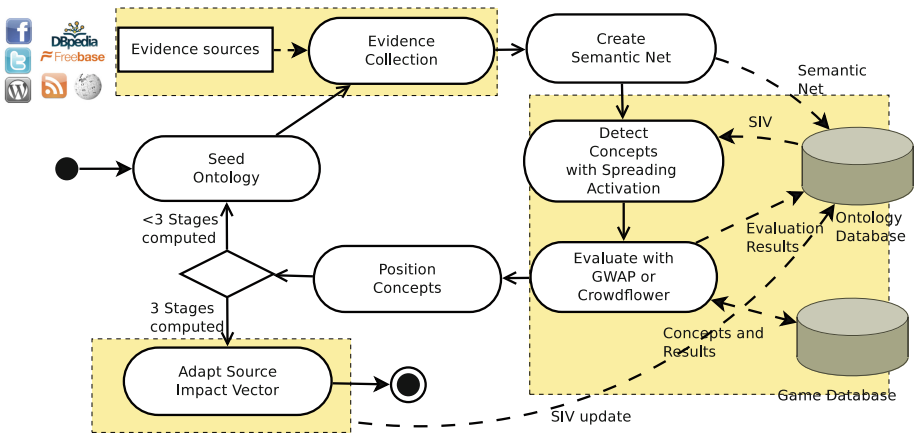 DBpedia
Freebase
Evidence sources
Evidence
Collection
Create
Semantic Net
Semantic
Net
SIV
Detect
Concepts
with Spreading
Activation
Seed
Ontology
<3 Stages
computed
Ontology
Database
Evaluation
Results
Evaluate with
GWAP or
Crowdflower
Position
Concepts
3 Stages
computed
Concepts and
Results
Adapt Source
Impact Vector
Game Database
SIV update